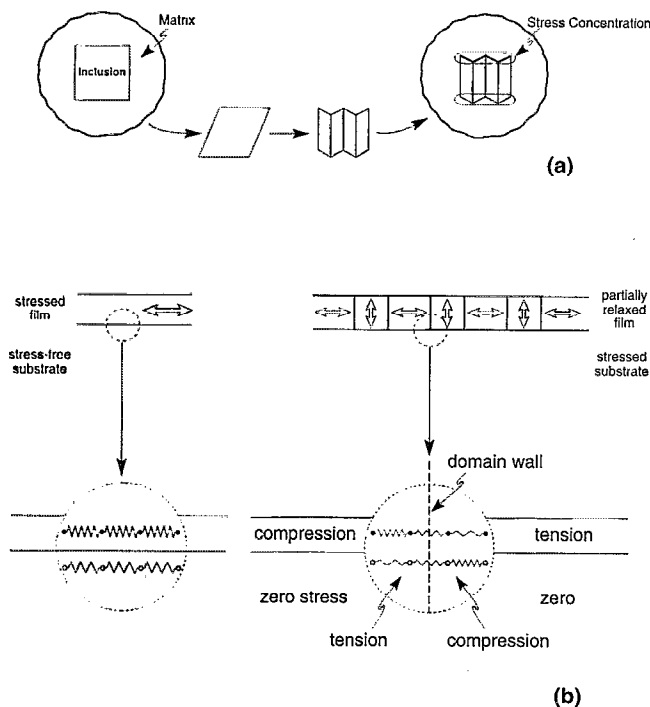 Matrix
Inclusion
Stress Concentration
(a)
stressed
film
stress-free
substrate
partially
relaxed
film
stressed substrate
domain wall
compression
tension
zero stress
zero
tension
compression
(b)